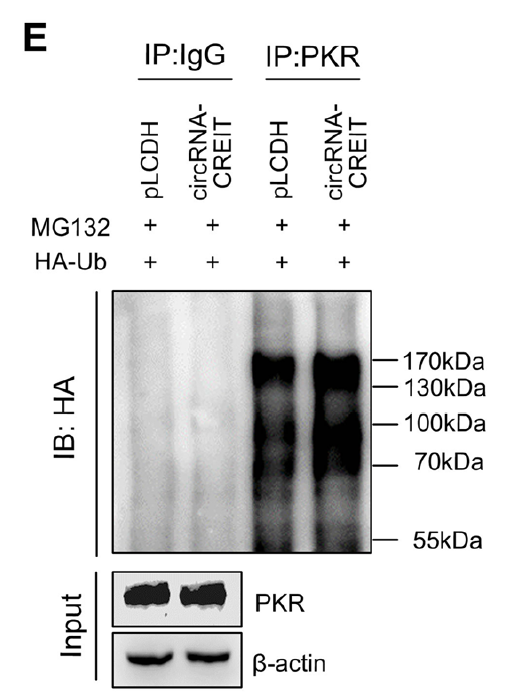 E
IP:IgG IP:PKR
pLCDH circRNA-CREIT pLCDH circRNA-CREIT
MG132 + + + +
HA-Ub + + + +
IB: HA
170kDa
130kDa
100kDa
70kDa
55kDa
Input
PKR
β-actin